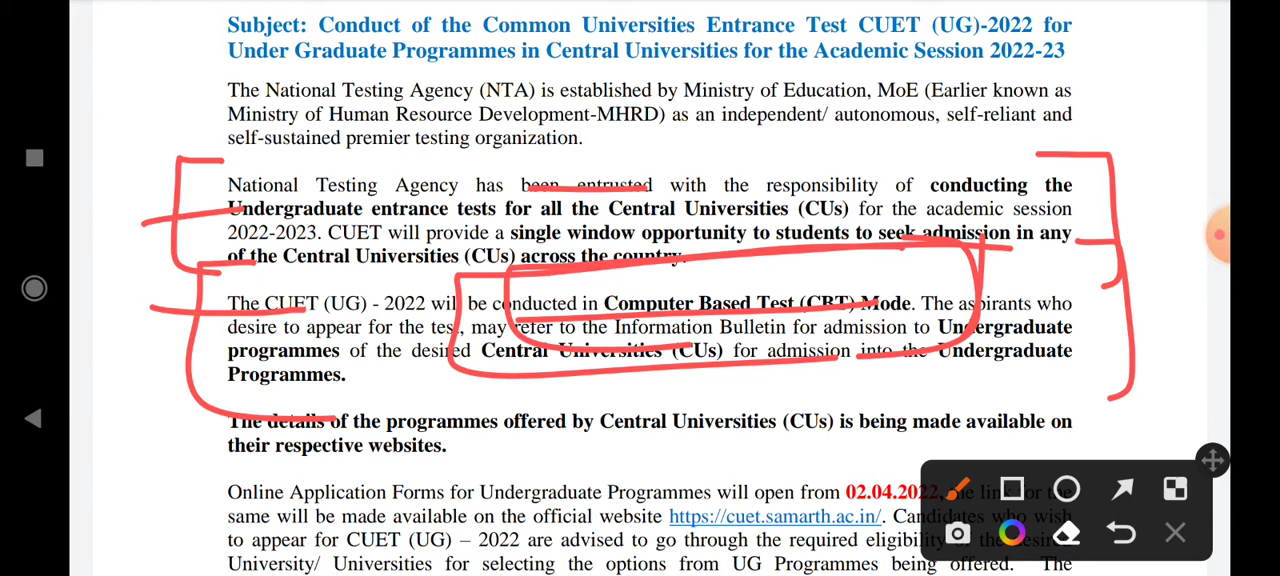 Subject: Conduct of the Common Universities Entrance Test CUET (UG)-2022 for
Under Graduate Programmes in Central Universities for the Academic Session 2022-23
The National Testing Agency (NTA) is established by Ministry of Education, MoE (Earlier known as
Ministry of Human Resource Development-MHRD) as an independent/ autonomous, self-reliant and
self-sustained premier testing organization.
National Testing Agency has been entrusted with the responsibility of conducting the
Undergraduate entrance tests for all the Central Universities (CUs) for the academic session
2022-2023. CUET will provide a single window opportunity to students to seek admission in any
of the Central Universities (CUs) across the country.
The CUET (UG) - 2022 will be conducted in Computer Based Test (CBT) Mode. The aspirants who
desire to appear for the test, may refer to the Information Bulletin for admission to Undergraduate
programmes of the desired Central Universities (CUs) for admission into the Undergraduate
Programmes.
The details of the programmes offered by Central Universities (CUs) is being made available on
their respective websites.
Online Application Forms for Undergraduate Programmes will open from 02.04.2022, the link for the
same will be made available on the official website https://cuet.samarth.ac.in/. Candidates who wish
to appear for CUET (UG) – 2022 are advised to go through the required eligibility of the desired
University/ Universities for selecting the options from UG Programmes being offered. The